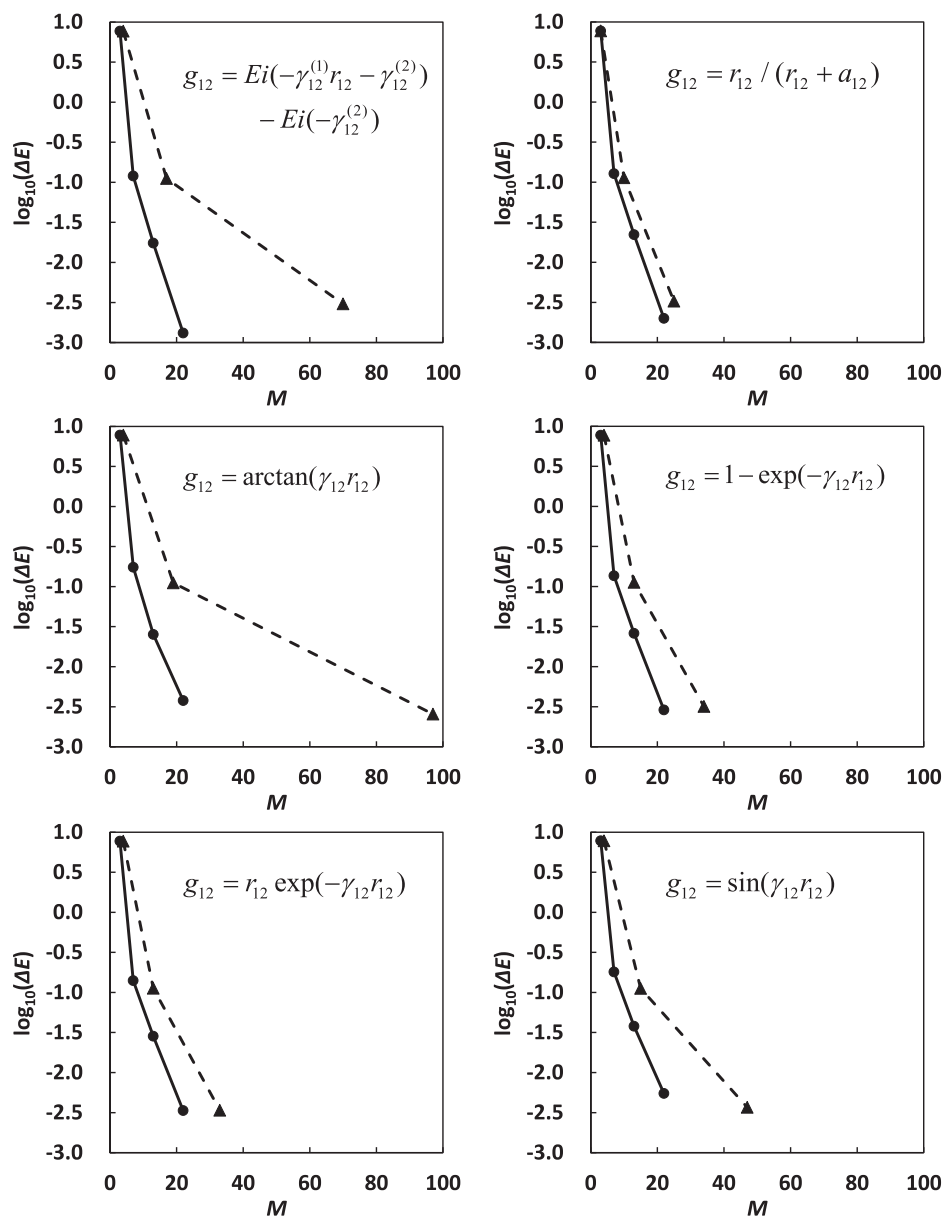 1.0
0.5
0.0
-0.5
-1.0
-1.5
-2.0
-2.5
-3.0
log₁₀(ΔE)
g₁₂ = Ei(−γ₁₂⁽¹⁾r₁₂ − γ₁₂⁽²⁾)
− Ei(−γ₁₂⁽²⁾)
0 20 40 60 80 100
M
1.0
0.5
0.0
-0.5
-1.0
-1.5
-2.0
-2.5
-3.0
log₁₀(ΔE)
g₁₂ = r₁₂ / (r₁₂ + a₁₂)
0 20 40 60 80 100
M
1.0
0.5
0.0
-0.5
-1.0
-1.5
-2.0
-2.5
-3.0
log₁₀(ΔE)
g₁₂ = arctan(γ₁₂r₁₂)
0 20 40 60 80 100
M
1.0
0.5
0.0
-0.5
-1.0
-1.5
-2.0
-2.5
-3.0
log₁₀(ΔE)
g₁₂ = 1 − exp(−γ₁₂r₁₂)
0 20 40 60 80 100
M
1.0
0.5
0.0
-0.5
-1.0
-1.5
-2.0
-2.5
-3.0
log₁₀(ΔE)
g₁₂ = r₁₂ exp(−γ₁₂r₁₂)
0 20 40 60 80 100
M
1.0
0.5
0.0
-0.5
-1.0
-1.5
-2.0
-2.5
-3.0
log₁₀(ΔE)
g₁₂ = sin(γ₁₂r₁₂)
0 20 40 60 80 100
M